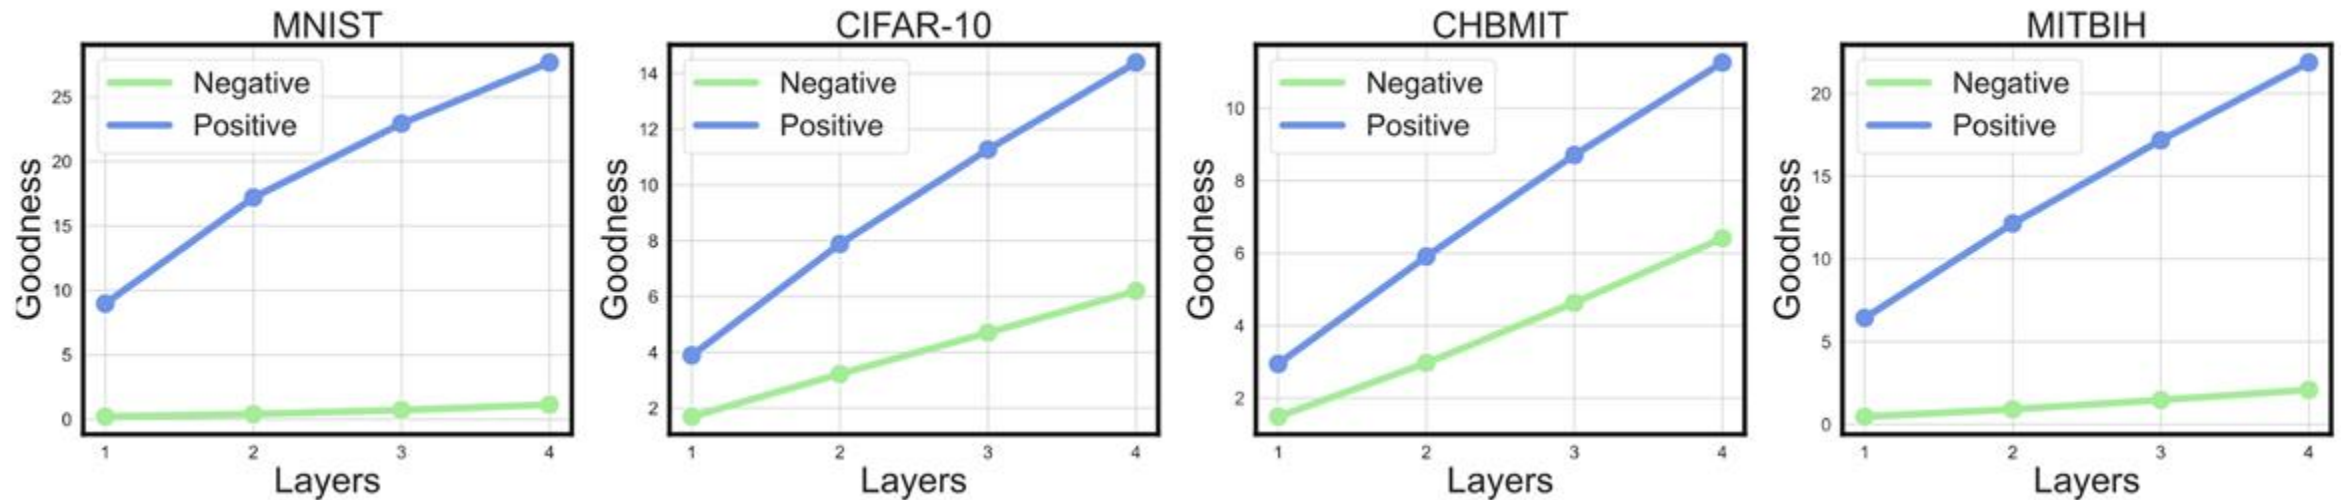 MNIST
Negative
Positive
25
20
15
10
5
0
Goodness
1 2 3 4
Layers
CIFAR-10
Negative
Positive
14
12
10
8
6
4
2
Goodness
1 2 3 4
Layers
CHBMIT
Negative
Positive
10
8
6
4
2
Goodness
1 2 3 4
Layers
MITBIH
Negative
Positive
20
15
10
5
0
Goodness
1 2 3 4
Layers